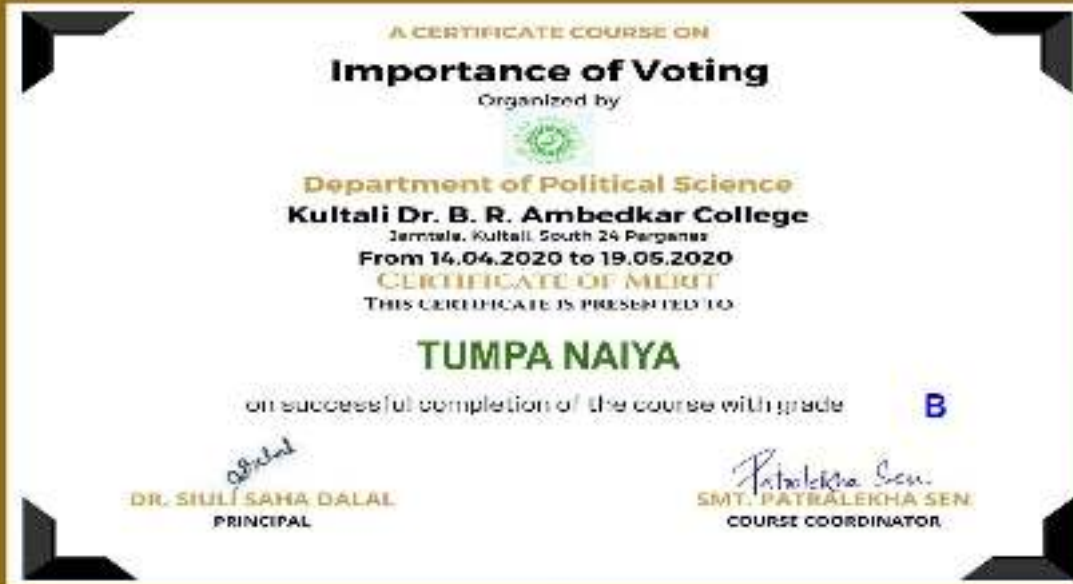 A CERTIFICATE COURSE ON
Importance of Voting
Organized by
Department of Political Science
Kultali Dr. B. R. Ambedkar College
Jamtala, Kultali, South 24 Parganas
From 14.04.2020 to 19.05.2020
CERTIFICATE OF MERIT
THIS CERTIFICATE IS PRESENTED TO
TUMPA NAIYA
on successful completion of the course with grade B
Patralekha Sen.
DR. SIULI SAHA DALAL
SMT. PATRALEKHA SEN
PRINCIPAL
COURSE COORDINATOR